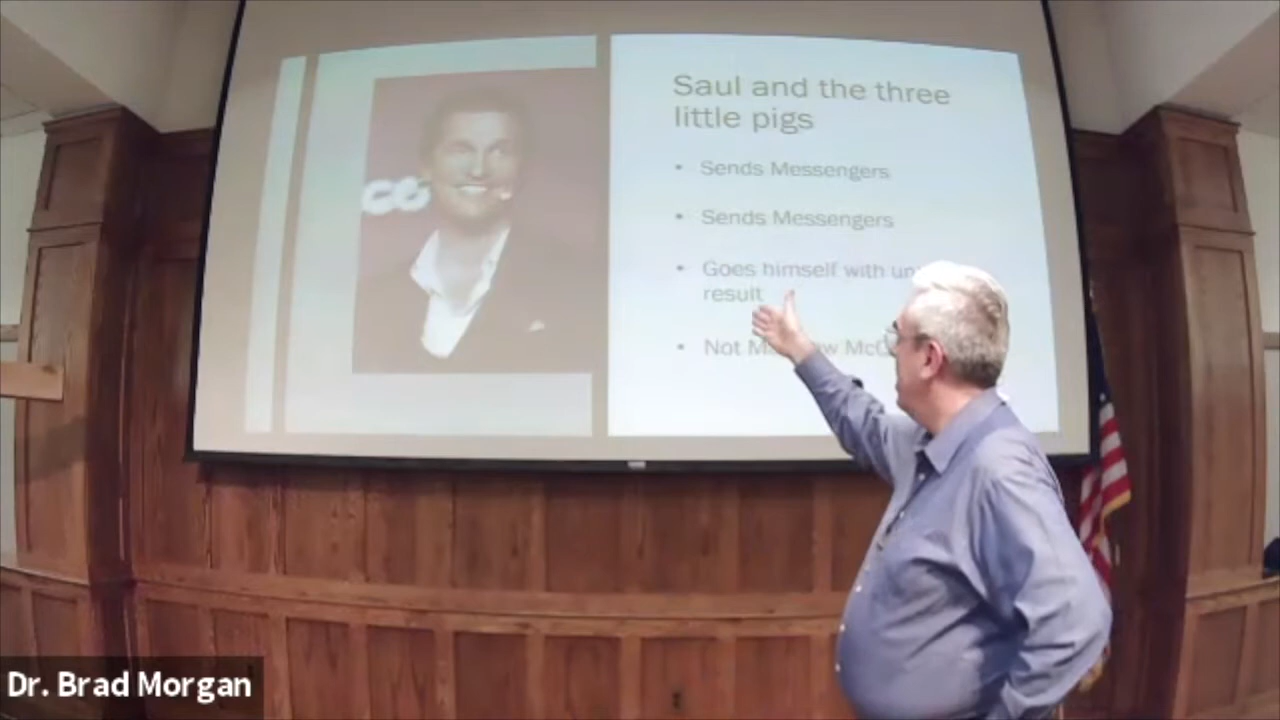 Saul and the three
little pigs
• Sends Messengers
• Sends Messengers
• Goes himself with
result
• Not
Dr. Brad Morgan